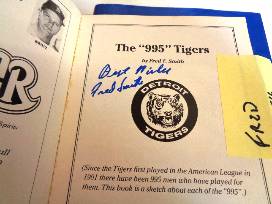 The "995" Tigers
by Fred T. Smith
Best Wishes
Fred Smith
DETROIT
TIGERS
FRED
(Since the Tigers first played in the American League in
1901 there have been 995 men who have played for
them. This book is a sketch about each of the "995".)